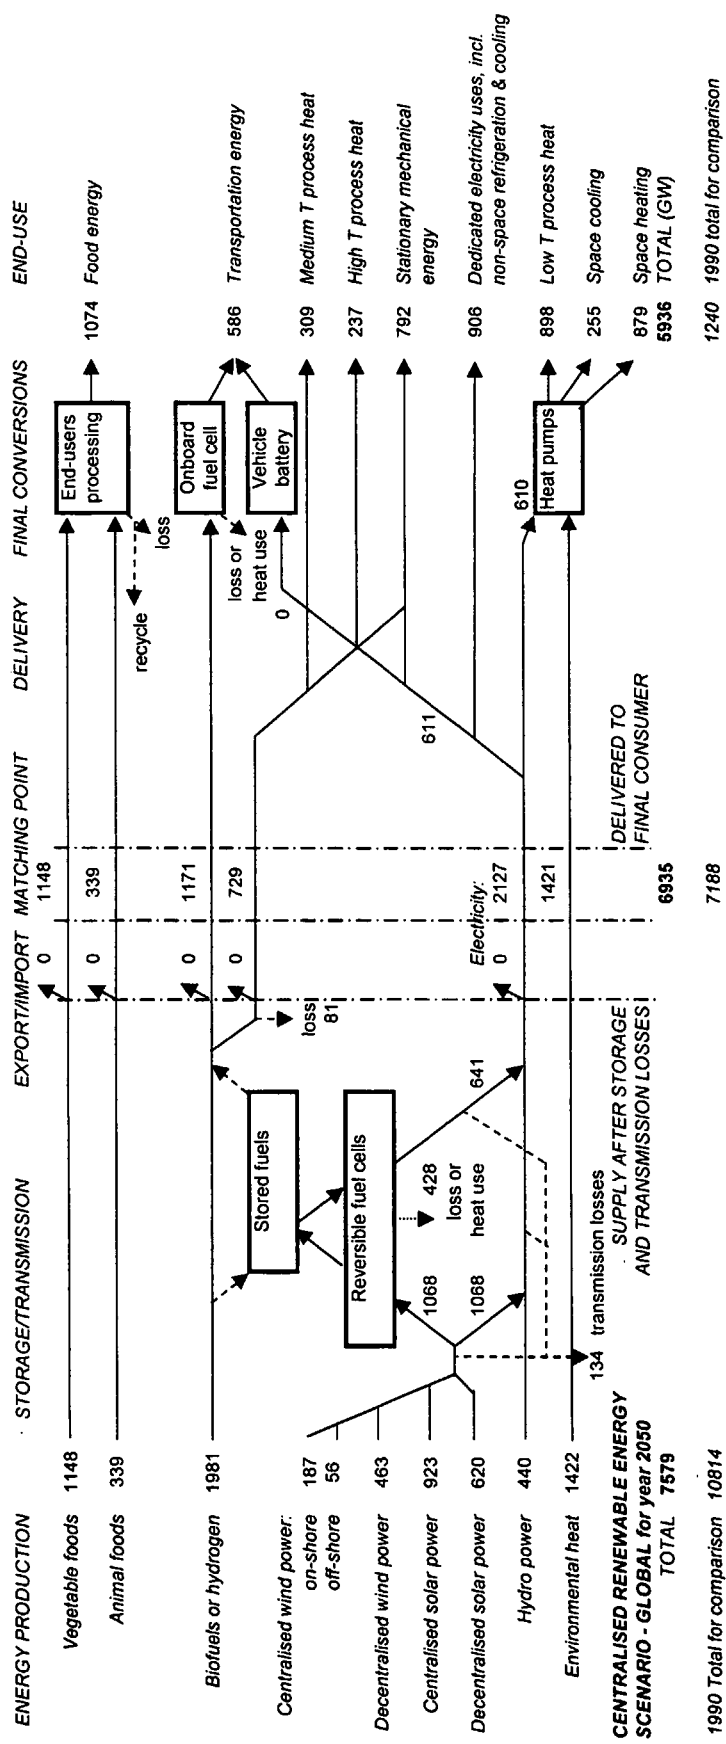 ENERGY PRODUCTION
· STORAGE/TRANSMISSION
EXPORT/IMPORT
MATCHING POINT
DELIVERY
FINAL CONVERSIONS
END-USE
Vegetable foods 1148
0
1148
End-users
processing
1074 Food energy
Animal foods 339
0
339
recycle
loss
Biofuels or hydrogen 1981
0
1171
Onboard
fuel cell
586 Transportation energy
loss or
heat use
Stored fuels
loss
81
0
729
Vehicle
battery
0
Centralised wind power:
on-shore 187
off-shore 56
309 Medium T process heat
Reversible fuel cells
237 High T process heat
Decentralised wind power 463
792 Stationary mechanical
energy
Centralised solar power 923
1068
428
loss or
heat use
611
Decentralised solar power 620
1068
641
906 Dedicated electricity uses, incl.
non-space refrigeration & cooling
Electricity:
Hydro power 440
0
2127
610
Heat pumps
898 Low T process heat
Environmental heat 1422
1421
255 Space cooling
134 transmission losses
879 Space heating
CENTRALISED RENEWABLE ENERGY
SCENARIO - GLOBAL for year 2050
· SUPPLY AFTER STORAGE
AND TRANSMISSION LOSSES
DELIVERED TO
FINAL CONSUMER
TOTAL 7579
6935
5936 TOTAL (GW)
1990 Total for comparison 10814
7188
1240 1990 total for comparison